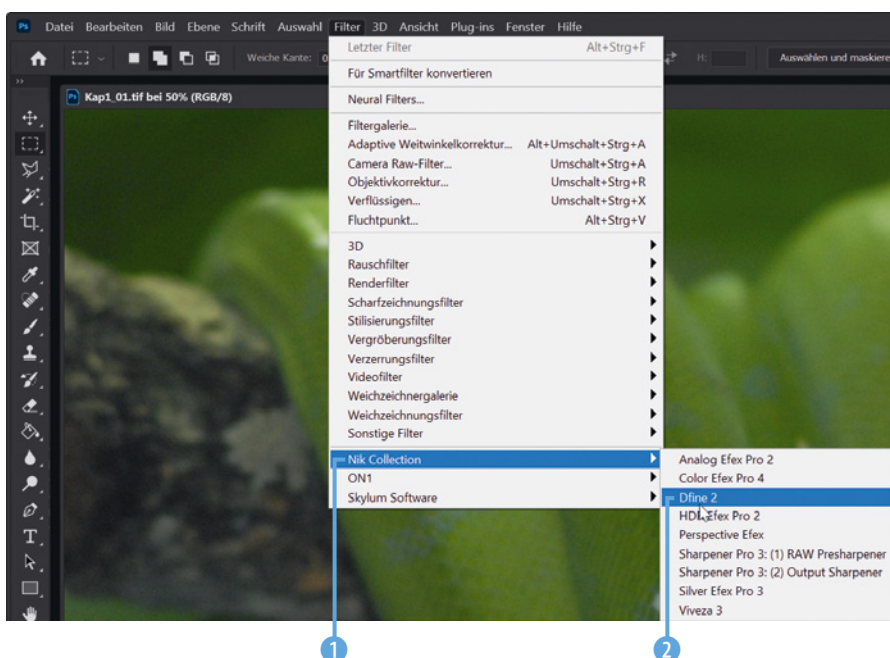 Ps Datei Bearbeiten Bild Ebene Schrift Auswahl Filter 3D Ansicht Plug-ins Fenster Hilfe
Weiche Kante: 0 H: Auswählen und maskiere
Ps Kap1_01.tif bei 50% (RGB/8)
Letzter Filter Alt+Strg+F
Für Smartfilter konvertieren
Neural Filters...
Filtergalerie...
Adaptive Weitwinkelkorrektur... Alt+Umschalt+Strg+A
Camera Raw-Filter... Umschalt+Strg+A
Objektivkorrektur... Umschalt+Strg+R
Verflüssigen... Umschalt+Strg+X
Fluchtpunkt... Alt+Strg+V
3D
Rauschfilter
Renderfilter
Scharfzeichnungsfilter
Stilisierungsfilter
Vergröberungsfilter
Verzerrungsfilter
Videofilter
Weichzeichnergalerie
Weichzeichnungsfilter
Sonstige Filter
Nik Collection
ON1
Skylum Software
Analog Efex Pro 2
Color Efex Pro 4
Dfine 2
HDR Efex Pro 2
Perspective Efex
Sharpener Pro 3: (1) RAW Presharpener
Sharpener Pro 3: (2) Output Sharpener
Silver Efex Pro 3
Viveza 3
1 2